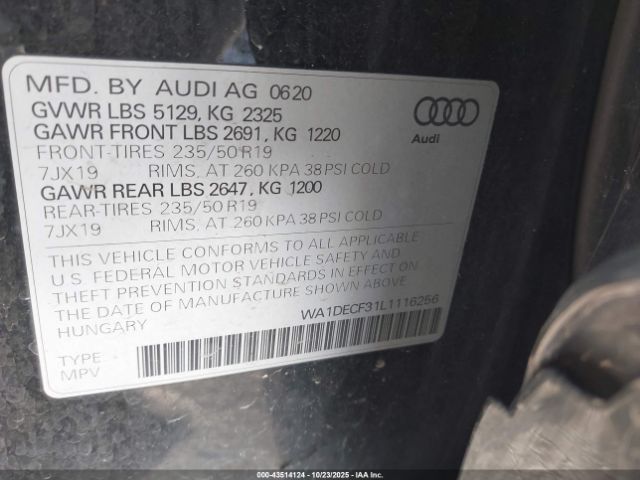 MFD. BY AUDI AG 0620
GVWR LBS 5129, KG 2325
GAWR FRONT LBS 2691, KG 1220
FRONT-TIRES 235/50 R19
7JX19 RIMS, AT 260 KPA 38 PSI COLD
GAWR REAR LBS 2647, KG 1200
REAR-TIRES 235/50 R19
7JX19 RIMS, AT 260 KPA 38 PSI COLD
Audi
THIS VEHICLE CONFORMS TO ALL APPLICABLE
U.S. FEDERAL MOTOR VEHICLE SAFETY AND
THEFT PREVENTION STANDARDS IN EFFECT ON
THE DATE OF MANUFACTURE SHOWN ABOVE
HUNGARY
WA1DECF31L1116256
TYPE
MPV
000-43514124 - 10/23/2025 - IAA Inc.